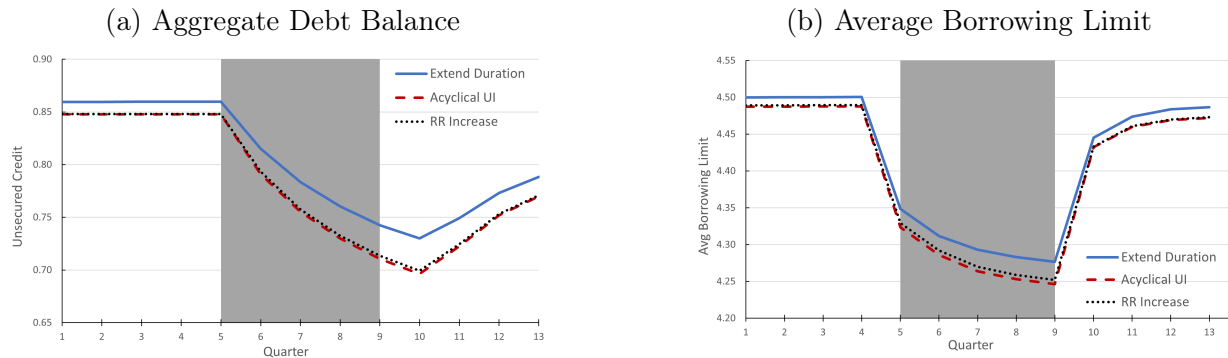 (a) Aggregate Debt Balance
0.90
0.85
0.80
0.75
0.70
0.65
Unsecured Credit
Extend Duration
Acyclical UI
RR Increase
1 2 3 4 5 6 7 8 9 10 11 12 13
Quarter
(b) Average Borrowing Limit
4.55
4.50
4.45
4.40
4.35
4.30
4.25
4.20
Avg Borrowing Limit
Extend Duration
Acyclical UI
RR Increase
1 2 3 4 5 6 7 8 9 10 11 12 13
Quarter